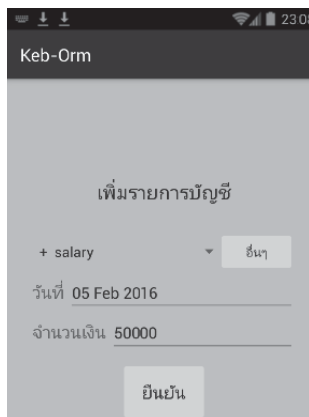 23:08
Keb-Orm
เพิ่มรายการบัญชี
+ salary อื่นๆ
วันที่ 05 Feb 2016
จำนวนเงิน 50000
ยืนยัน